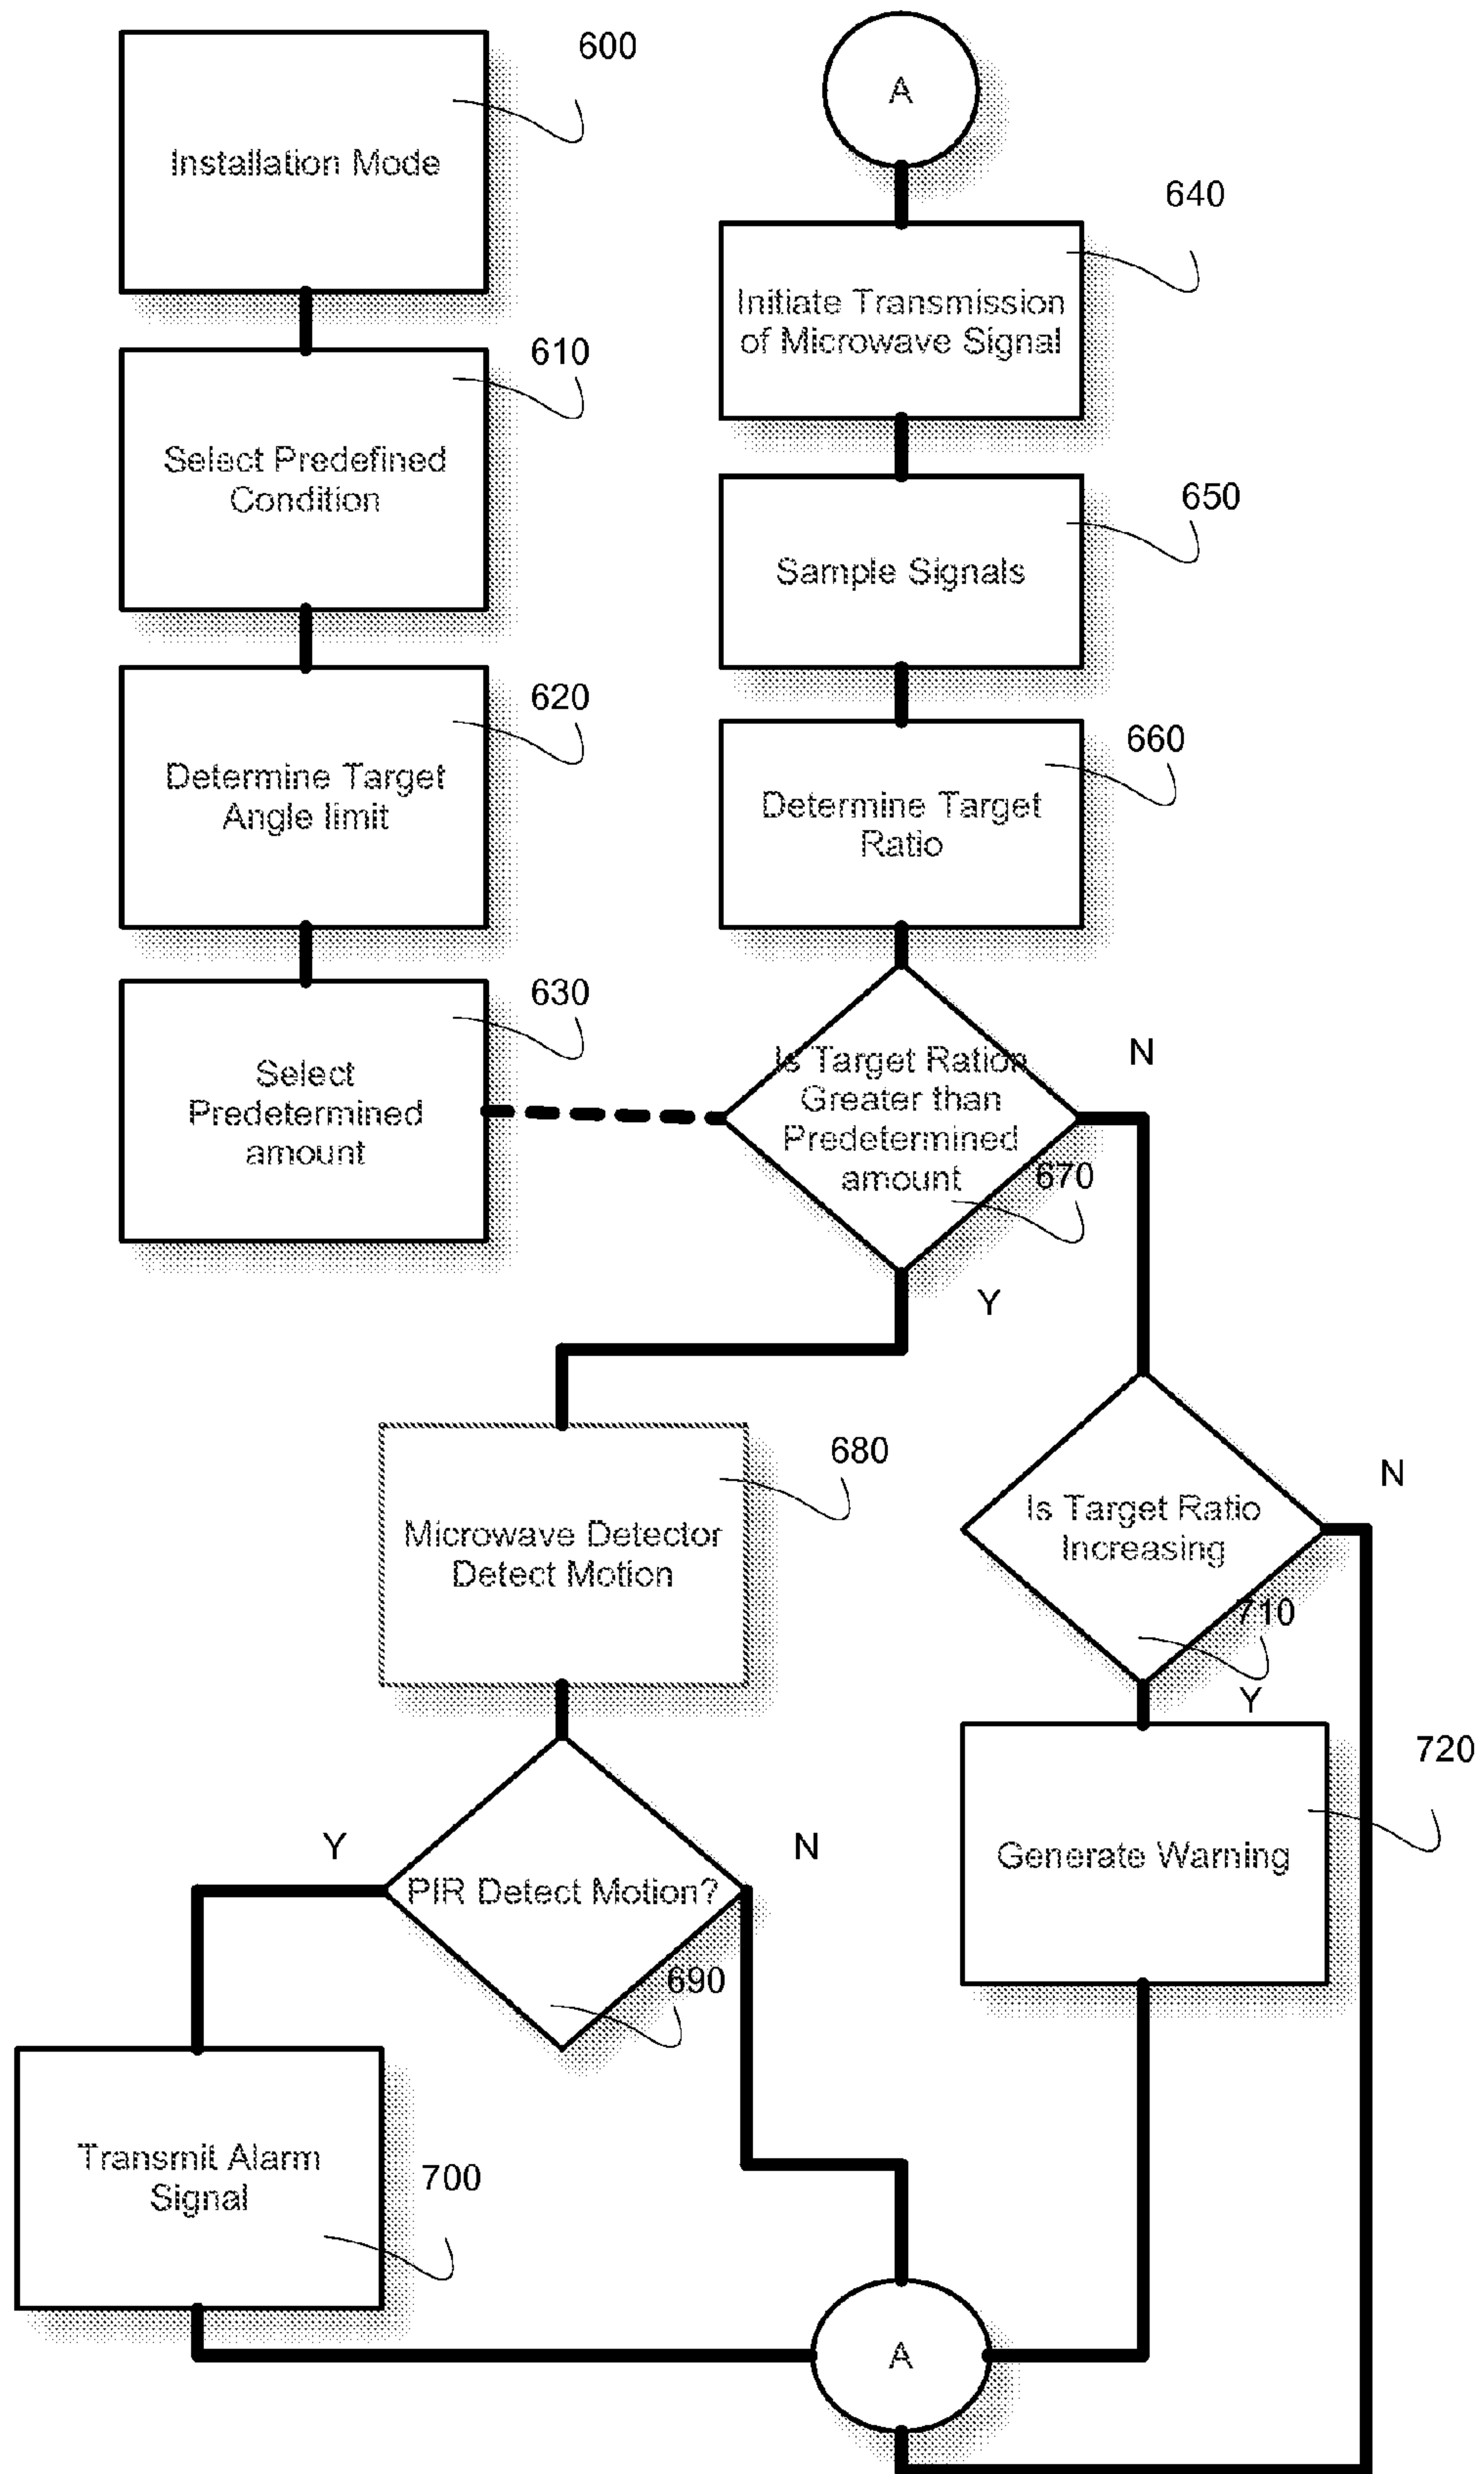 600
Installation Mode
610
Select Predefined
Condition
620
Determine Target
Angle limit
630
Select
Predetermined
amount
A
640
Initiate Transmission
of Microwave Signal
650
Sample Signals
660
Determine Target
Ratio
Is Target Ration
Greater than
Predetermined
amount
670
N
Y
680
Microwave Detector
Detect Motion
N
Is Target Ratio
Increasing
710
Y
720
Generate Warning
Y
N
PIR Detect Motion?
690
Transmit Alarm
Signal
700
A